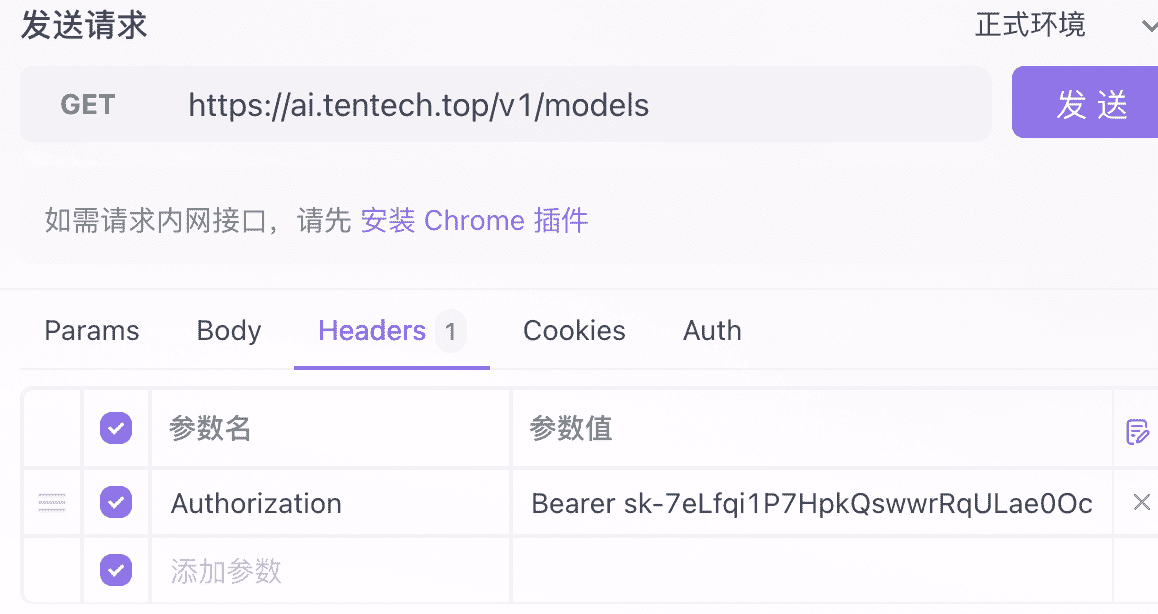 发送请求 正式环境
GET https://ai.tentech.top/v1/models 发 送
如需请求内网接口，请先 安装 Chrome 插件
Params Body Headers 1 Cookies Auth
参数名 参数值
Authorization Bearer sk-7eLfqi1P7HpkQswwrRqULae0Oc
添加参数